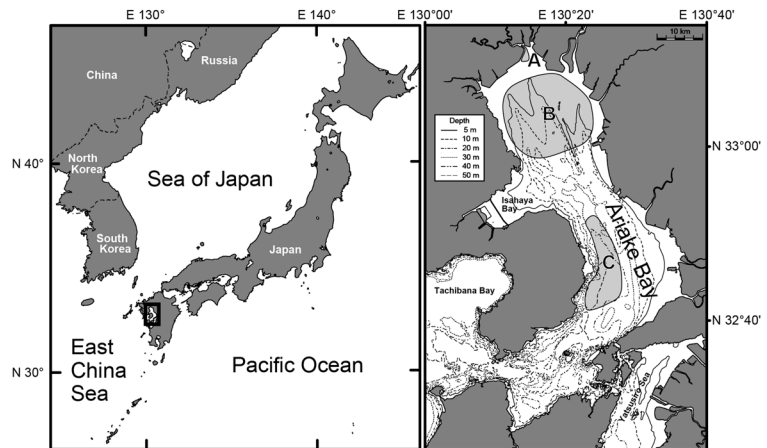 E 130°
E 140°
E 130°00'
E 130°20'
E 130°40'
10 km
China
Russia
North
Korea
South
Korea
Japan
Sea of Japan
N 40°
N 30°
East
China
Sea
Pacific Ocean
A
B
C
Depth
5 m
10 m
20 m
30 m
40 m
50 m
Isahaya
Bay
Ariake Bay
Tachibana Bay
Yatsushiro Sea
N 33°00'
N 32°40'